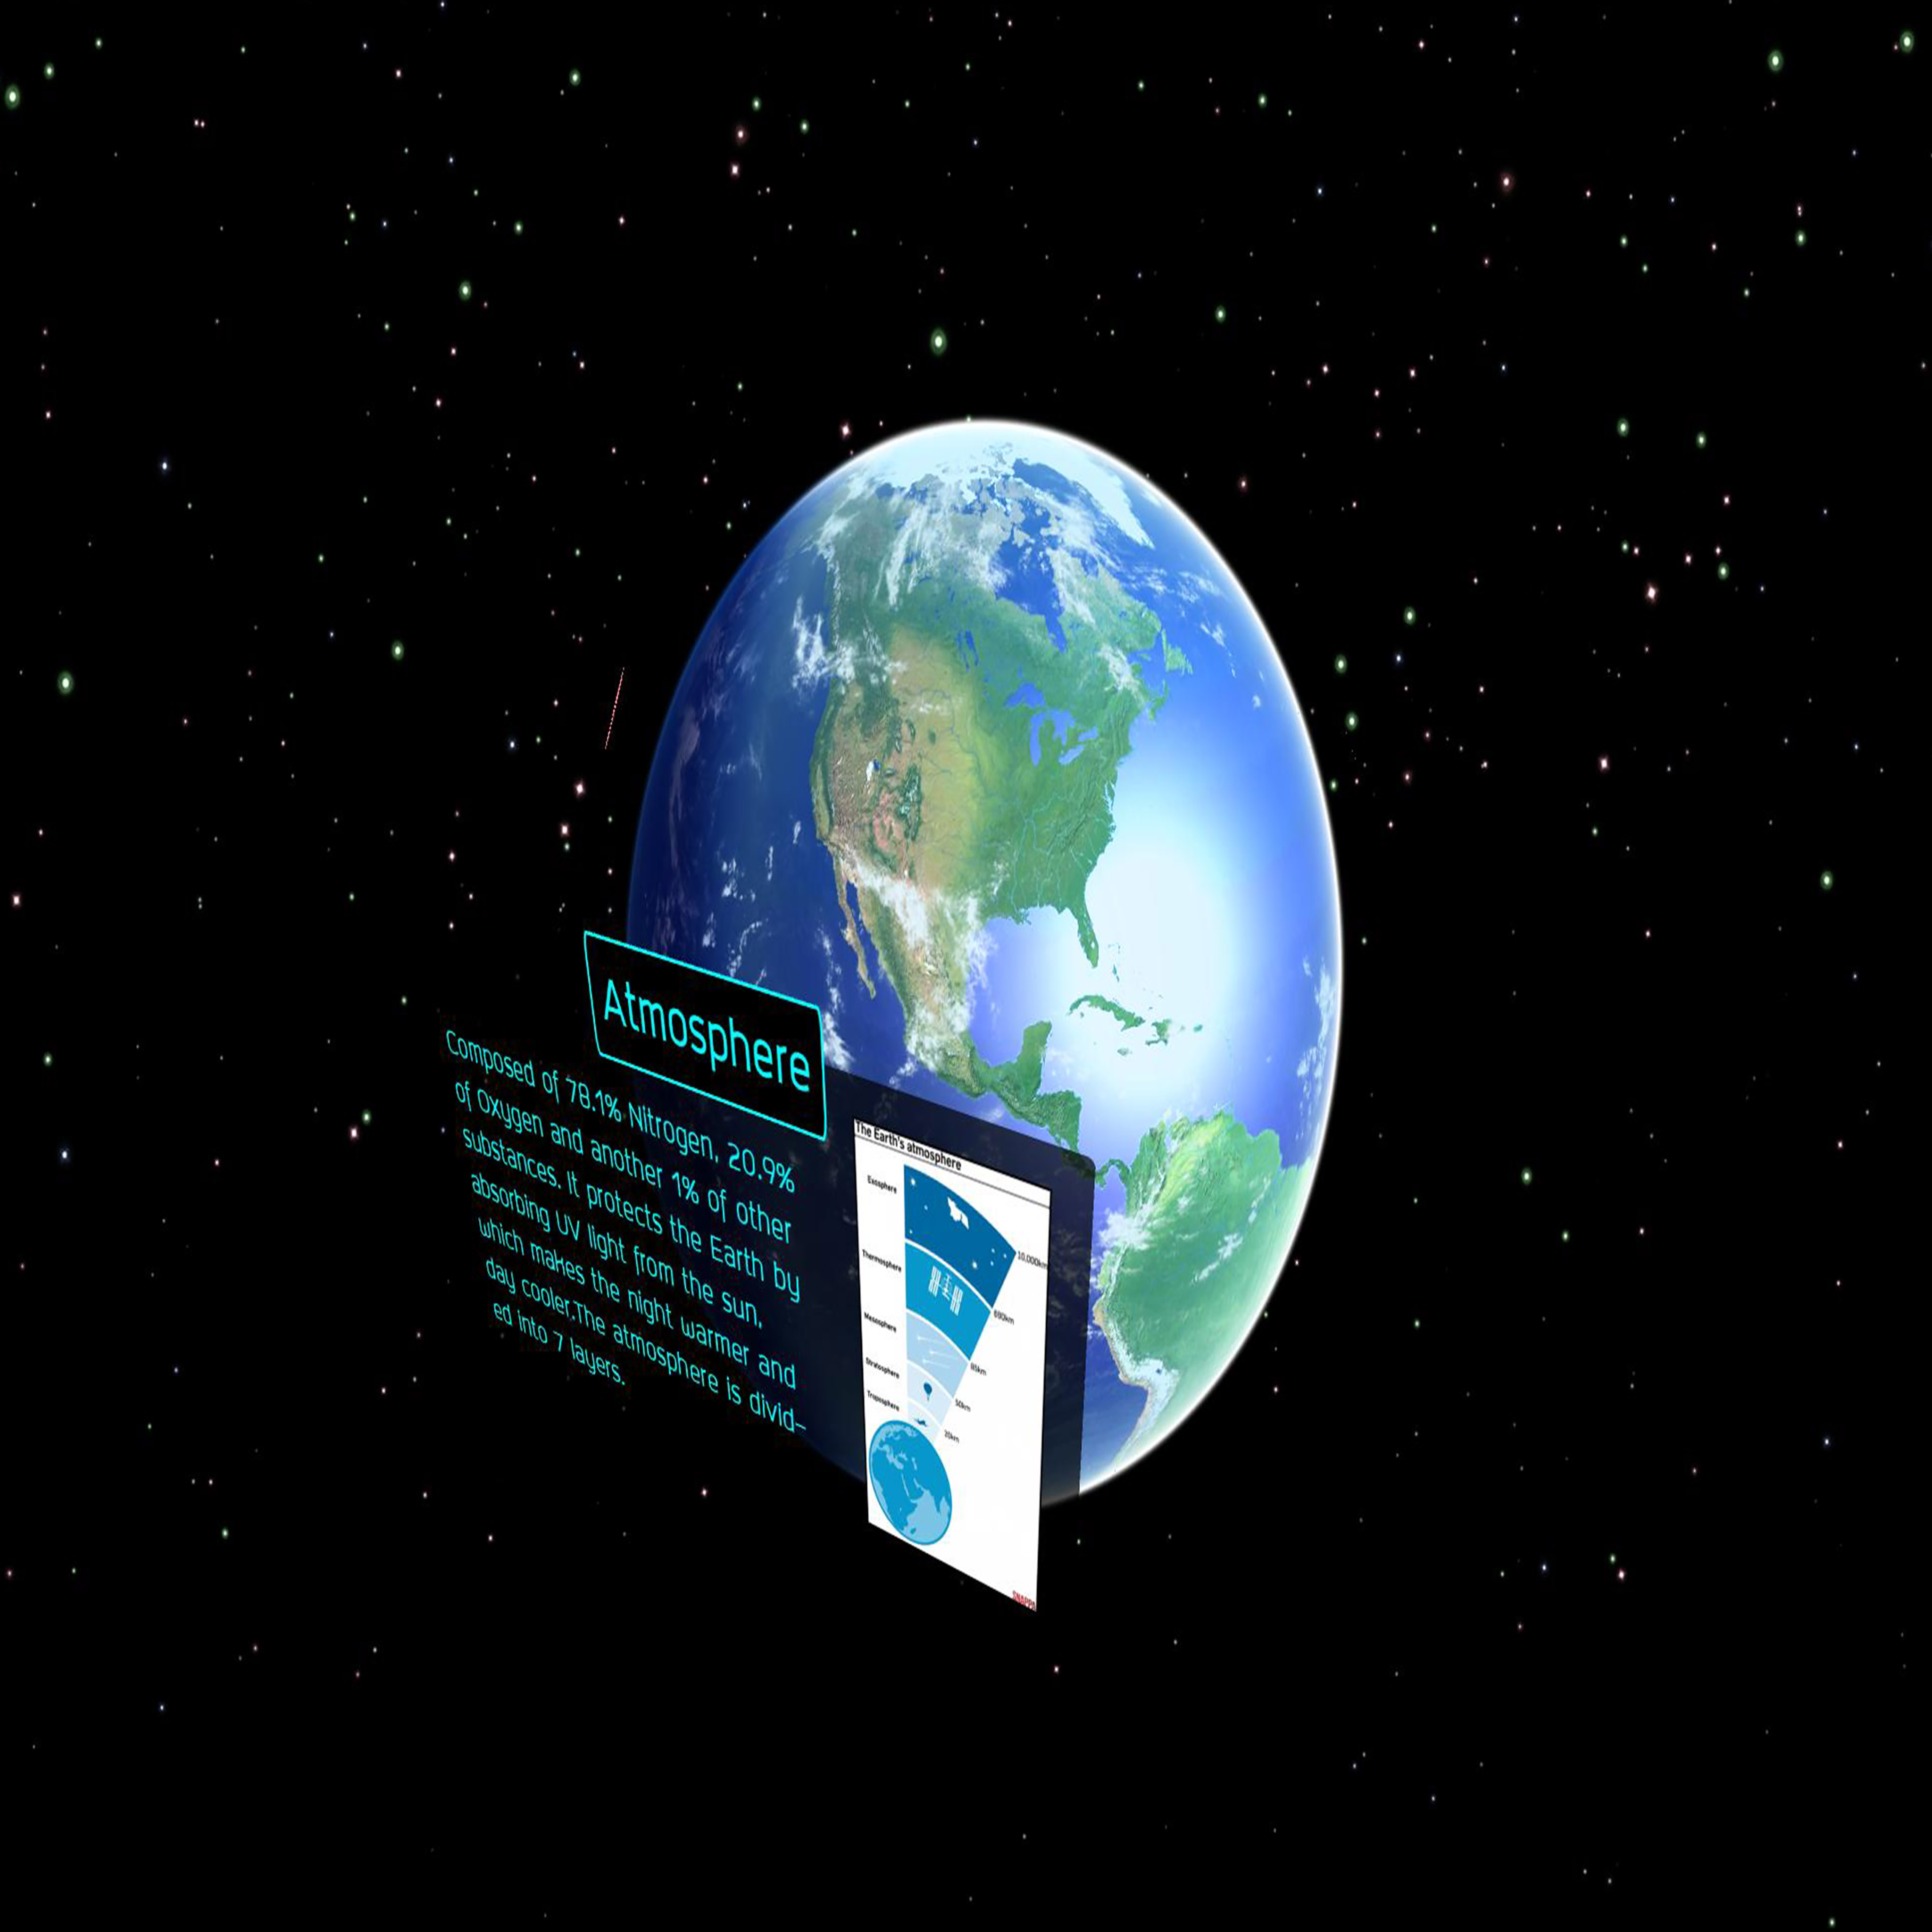 Atmosphere
Composed of 78.1% Nitrogen, 20.9%
of Oxygen and another 1% of other
substances. It protects the Earth by
absorbing UV light from the sun,
which makes the night warmer and
day cooler.The atmosphere is divid-
ed into 7 layers.
The Earth's atmosphere
Exosphere
10,000km
Thermosphere
690km
Mesosphere
85km
Stratosphere
50km
Troposphere
20km